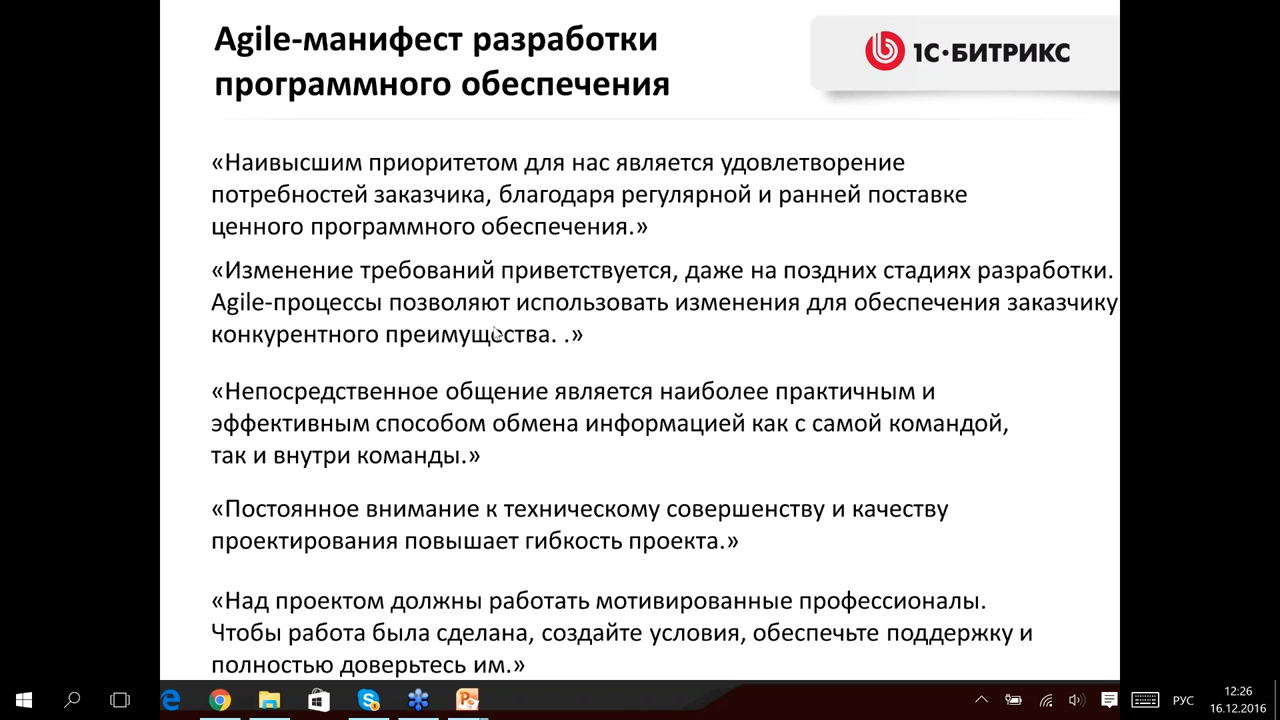 Agile-манифест разработки
программного обеспечения
1С·БИТРИКС
«Наивысшим приоритетом для нас является удовлетворение
потребностей заказчика, благодаря регулярной и ранней поставке
ценного программного обеспечения.»
«Изменение требований приветствуется, даже на поздних стадиях разработки.
Agile-процессы позволяют использовать изменения для обеспечения заказчику
конкурентного преимущества. .»
«Непосредственное общение является наиболее практичным и
эффективным способом обмена информацией как с самой командой,
так и внутри команды.»
«Постоянное внимание к техническому совершенству и качеству
проектирования повышает гибкость проекта.»
«Над проектом должны работать мотивированные профессионалы.
Чтобы работа была сделана, создайте условия, обеспечьте поддержку и
полностью доверьтесь им.»
РУС
12:26
16.12.2016